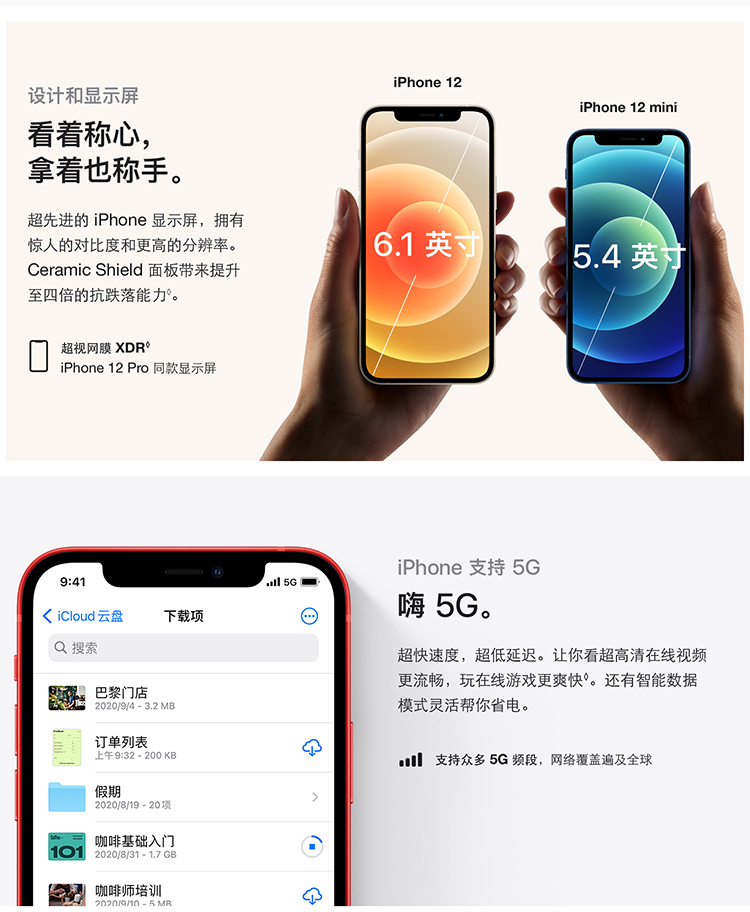 设计和显示屏
看着称心，
拿着也称手。
超先进的 iPhone 显示屏，拥有
惊人的对比度和更高的分辨率。
Ceramic Shield 面板带来提升
至四倍的抗跌落能力◊。
超视网膜 XDR◊
iPhone 12 Pro 同款显示屏
iPhone 12
6.1 英寸
iPhone 12 mini
5.4 英寸
9:41
5G
iCloud 云盘
下载项
搜索
巴黎门店
2020/9/4 - 3.2 MB
订单列表
上午9:32 - 200 KB
假期
2020/8/19 - 20项
101
咖啡基础入门
2020/8/31 - 1.7 GB
咖啡师培训
2020/9/10 - 5 MB
iPhone 支持 5G
嗨 5G。
超快速度，超低延迟。让你看超高清在线视频
更流畅，玩在线游戏更爽快◊。还有智能数据
模式灵活帮你省电。
支持众多 5G 频段，网络覆盖遍及全球